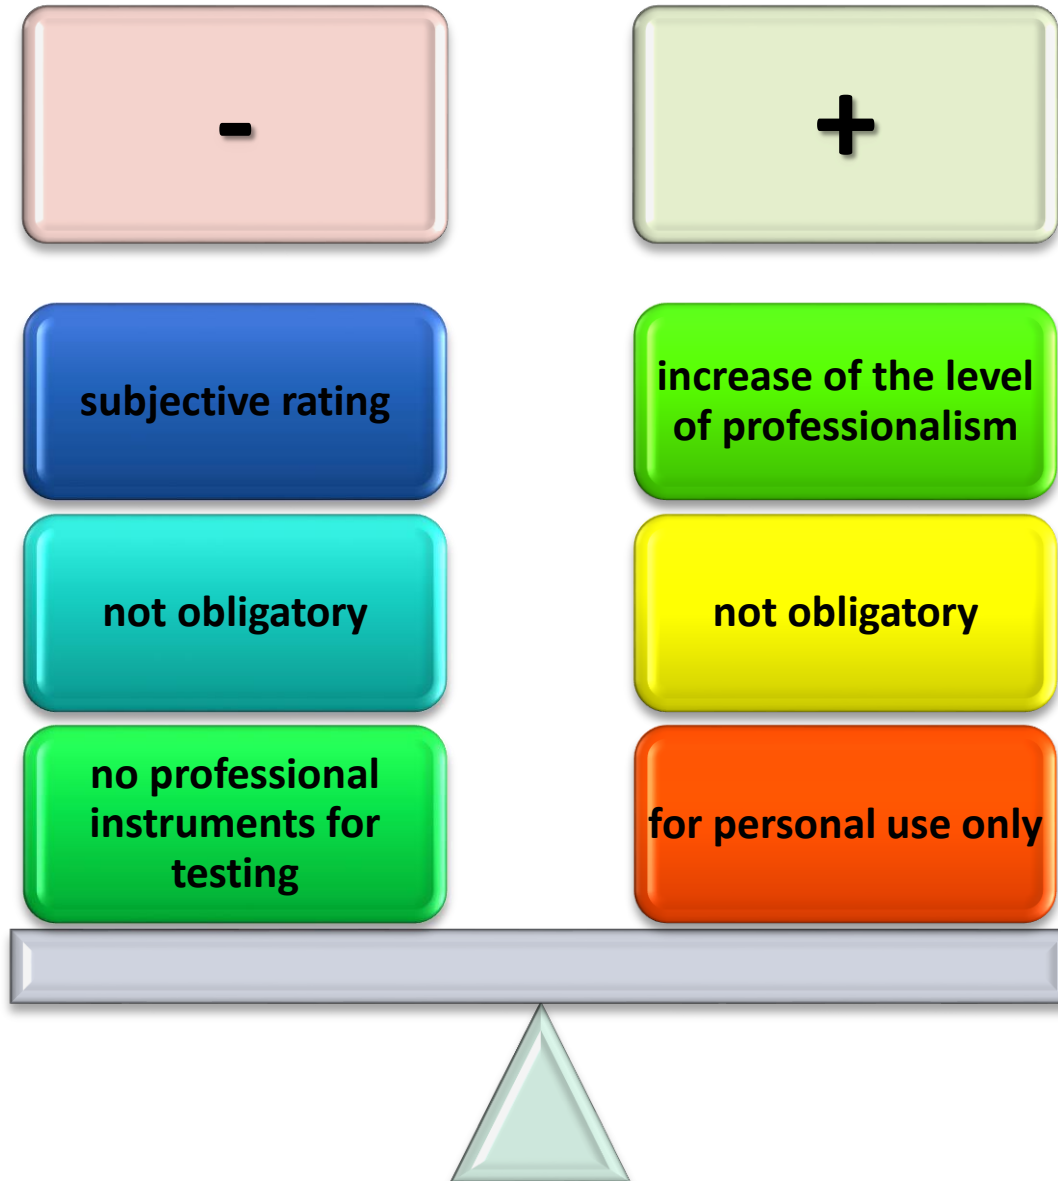 -
+
subjective rating
increase of the level
of professionalism
not obligatory
not obligatory
no professional
instruments for
testing
for personal use only